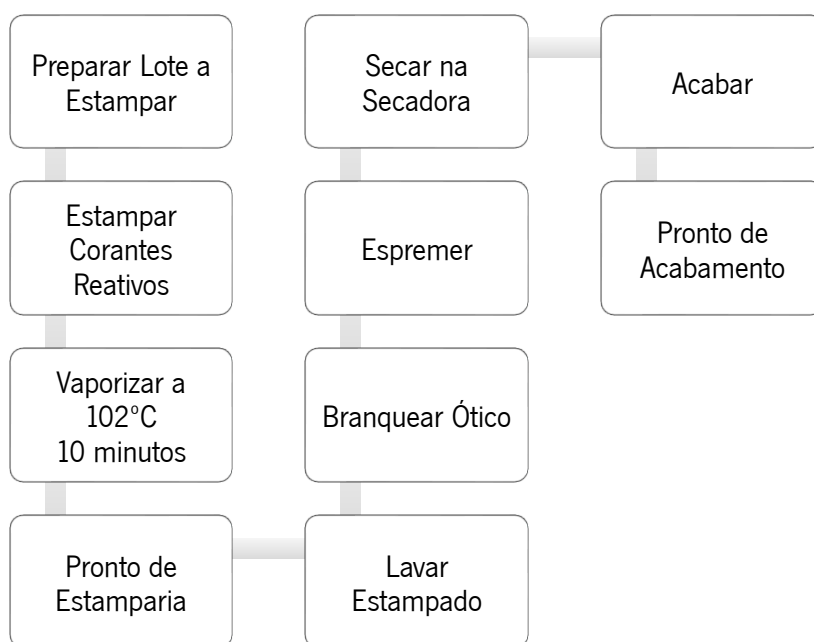 Preparar Lote a
Estampar
Estampar
Corantes
Reativos
Vaporizar a
102ºC
10 minutos
Pronto de
Estamparia
Lavar
Estampado
Branquear Ótico
Espremer
Secar na
Secadora
Acabar
Pronto de
Acabamento